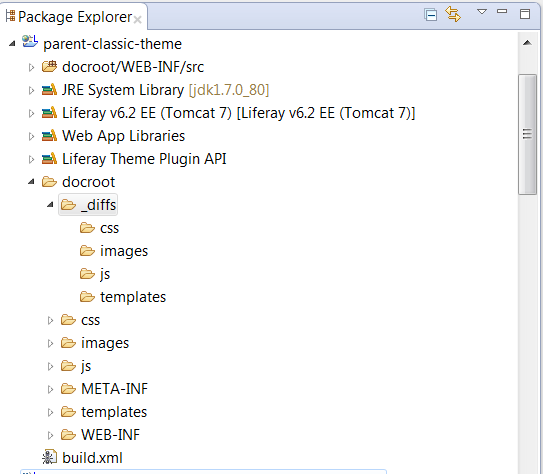 Package Explorer
parent-classic-theme
docroot/WEB-INF/src
JRE System Library [jdk1.7.0_80]
Liferay v6.2 EE (Tomcat 7) [Liferay v6.2 EE (Tomcat 7)]
Web App Libraries
Liferay Theme Plugin API
docroot
_diffs
css
images
js
templates
css
images
js
META-INF
templates
WEB-INF
build.xml